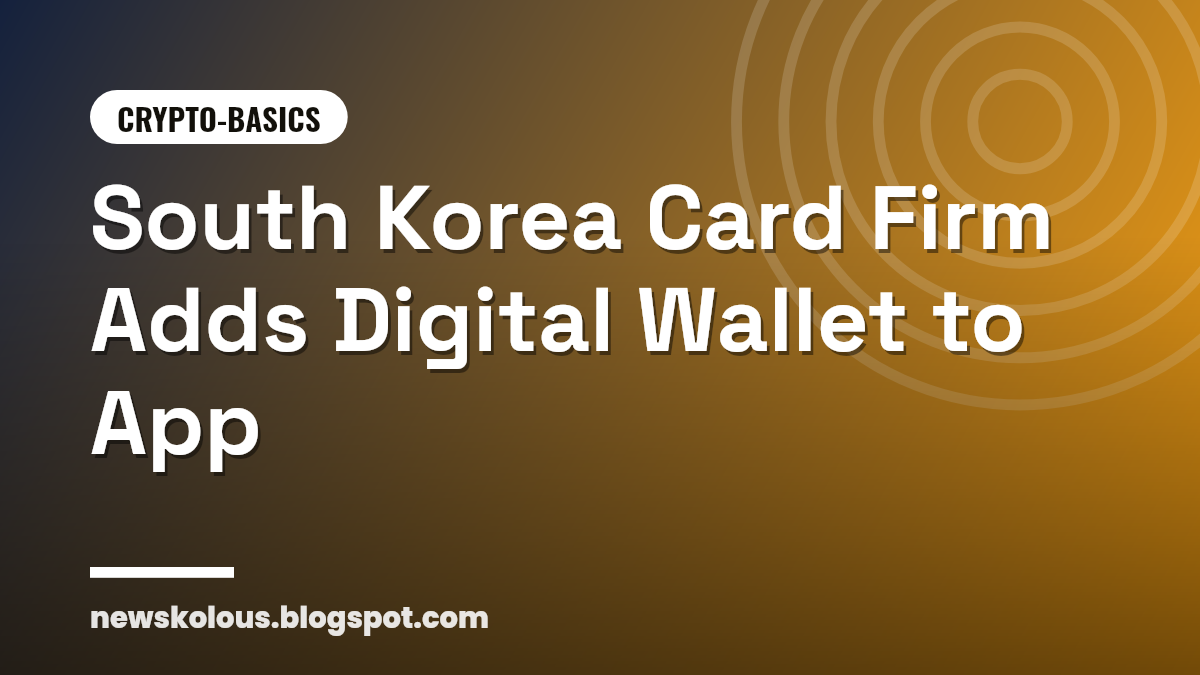 CRYPTO-BASICS
South Korea Card Firm
Adds Digital Wallet to
App
newskolous.blogspot.com